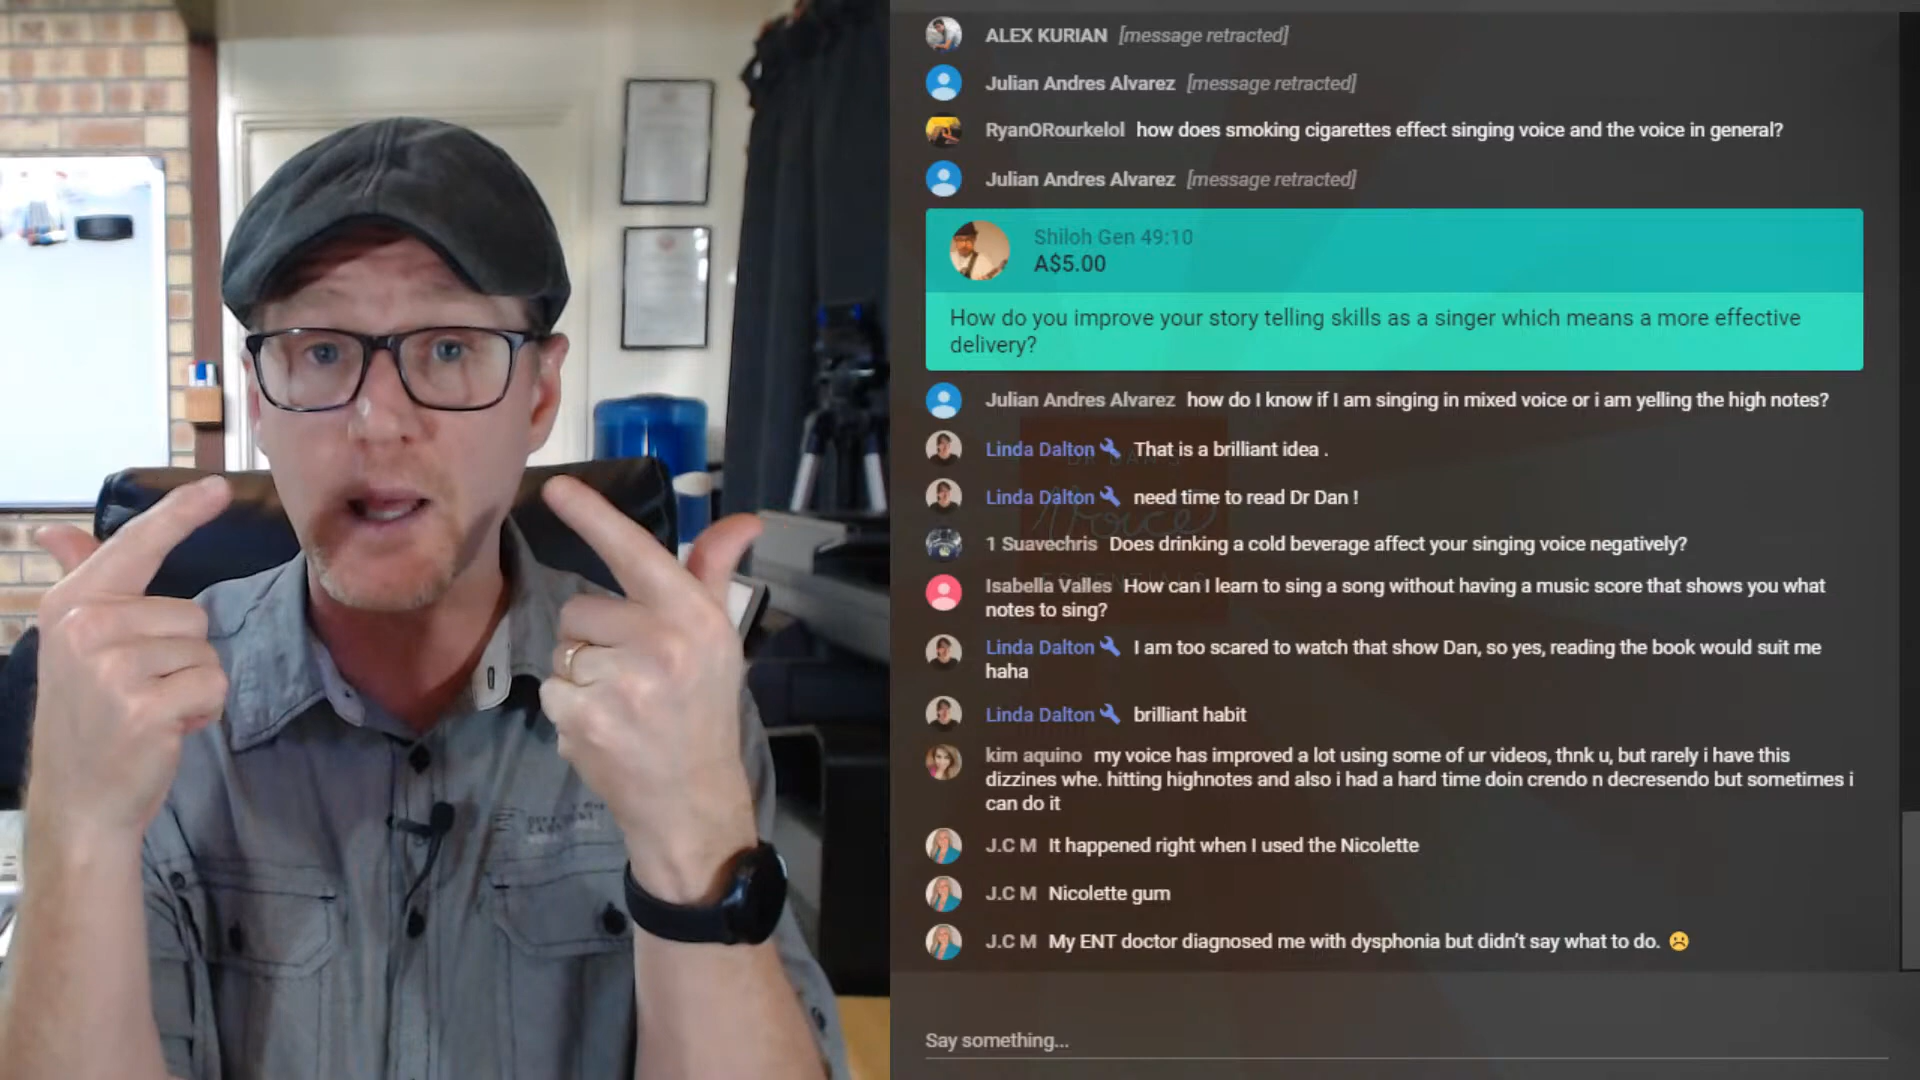 ALEX KURIAN [message retracted]
Julian Andres Alvarez [message retracted]
RyanORourkelol how does smoking cigarettes effect singing voice and the voice in general?
Julian Andres Alvarez [message retracted]
Shiloh Gen 49:10
A$5.00
How do you improve your story telling skills as a singer which means a more effective
delivery?
Julian Andres Alvarez how do I know if I am singing in mixed voice or i am yelling the high notes?
Linda Dalton That is a brilliant idea .
Linda Dalton need time to read Dr Dan !
1 Suavechris Does drinking a cold beverage affect your singing voice negatively?
Isabella Valles How can I learn to sing a song without having a music score that shows you what
notes to sing?
Linda Dalton I am too scared to watch that show Dan, so yes, reading the book would suit me
haha
Linda Dalton brilliant habit
kim aquino my voice has improved a lot using some of ur videos, thnk u, but rarely i have this
dizzines whe. hitting highnotes and also i had a hard time doin crendo n decresendo but sometimes i
can do it
J.C M It happened right when I used the Nicolette
J.C M Nicolette gum
J.C M My ENT doctor diagnosed me with dysphonia but didn't say what to do. ☹️
Say something...